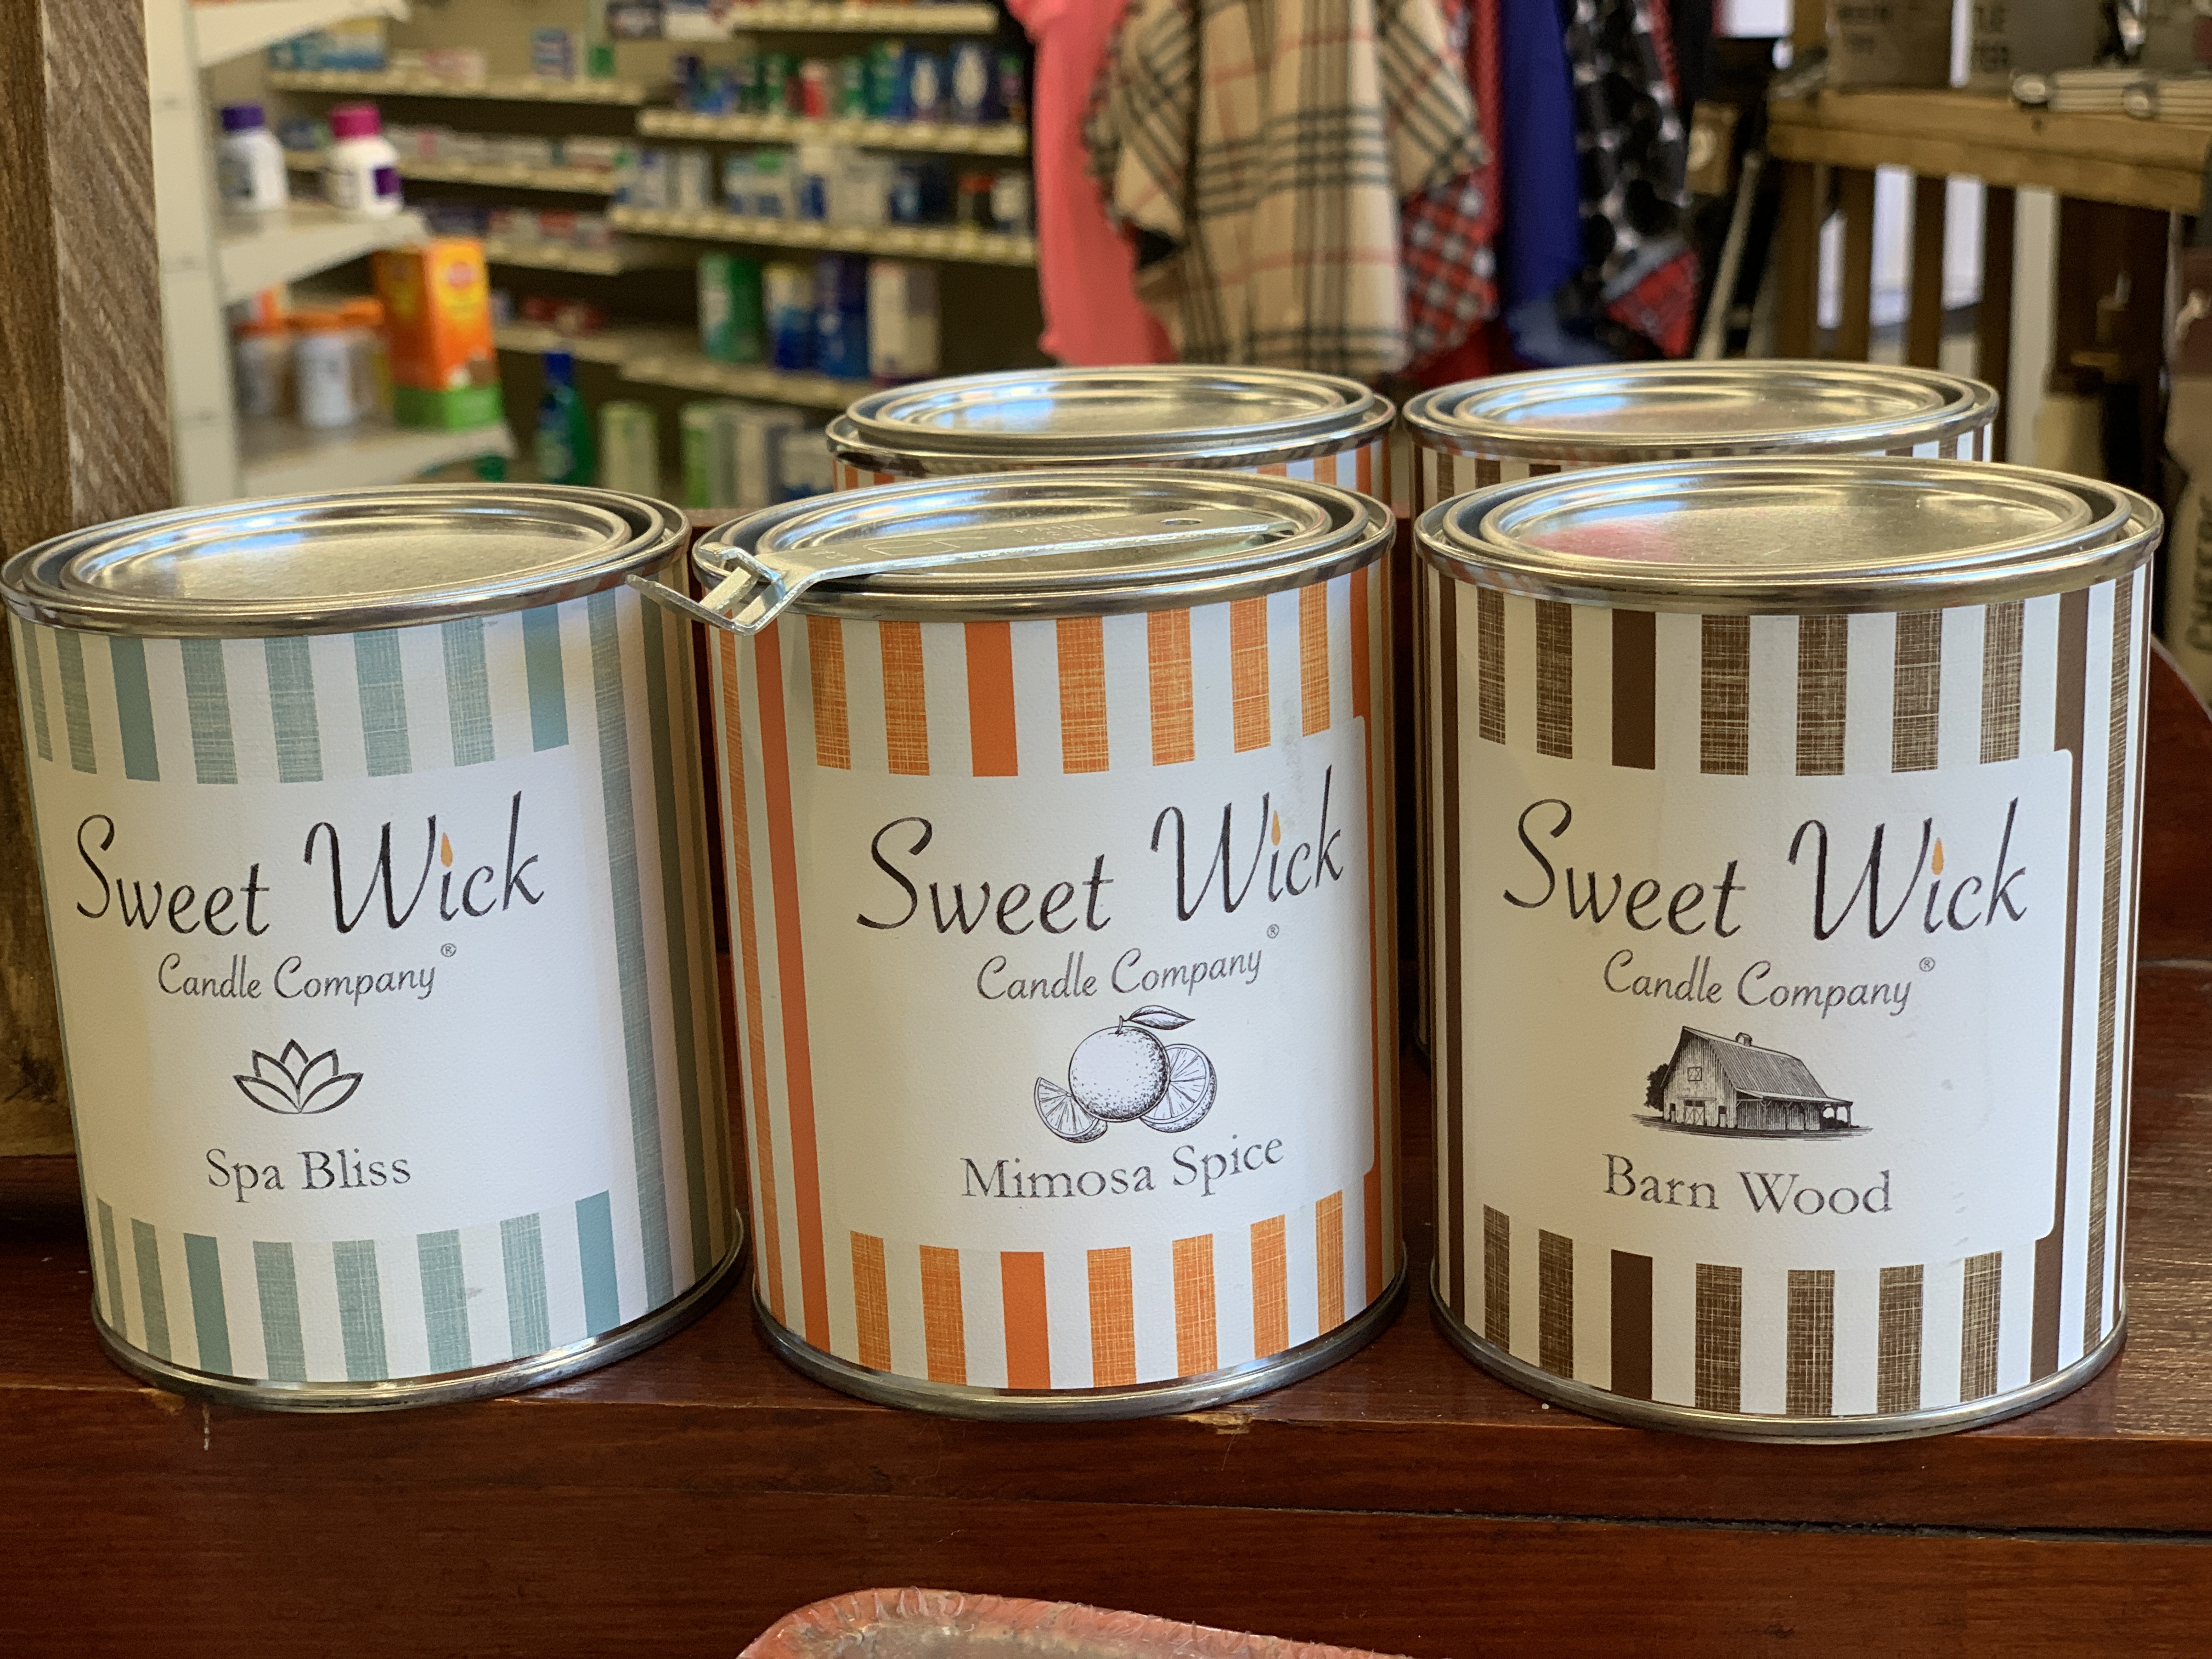 Sweet Wick
Candle Company®
Spa Bliss
Sweet Wick
Candle Company®
Mimosa Spice
Sweet Wick
Candle Company®
Barn Wood